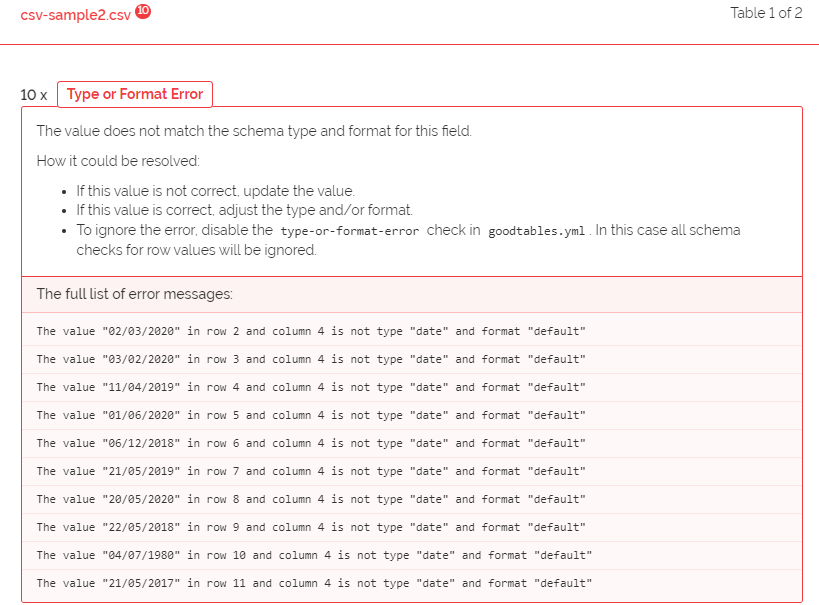 csv-sample2.csv 10
Table 1 of 2
10 x Type or Format Error
The value does not match the schema type and format for this field.
How it could be resolved:
• If this value is not correct, update the value.
• If this value is correct, adjust the type and/or format.
• To ignore the error, disable the type-or-format-error check in goodtables.yml . In this case all schema
checks for row values will be ignored.
The full list of error messages:
The value "02/03/2020" in row 2 and column 4 is not type "date" and format "default"
The value "03/02/2020" in row 3 and column 4 is not type "date" and format "default"
The value "11/04/2019" in row 4 and column 4 is not type "date" and format "default"
The value "01/06/2020" in row 5 and column 4 is not type "date" and format "default"
The value "06/12/2018" in row 6 and column 4 is not type "date" and format "default"
The value "21/05/2019" in row 7 and column 4 is not type "date" and format "default"
The value "20/05/2020" in row 8 and column 4 is not type "date" and format "default"
The value "22/05/2018" in row 9 and column 4 is not type "date" and format "default"
The value "04/07/1980" in row 10 and column 4 is not type "date" and format "default"
The value "21/05/2017" in row 11 and column 4 is not type "date" and format "default"